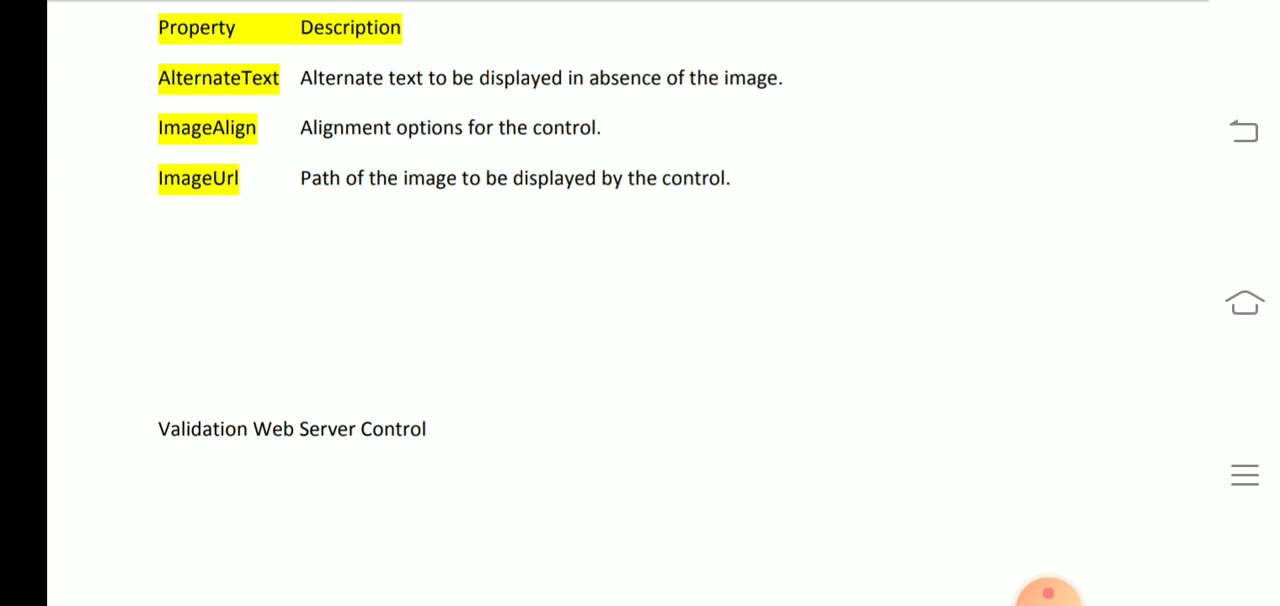 Property Description
AlternateText Alternate text to be displayed in absence of the image.
ImageAlign Alignment options for the control.
ImageUrl Path of the image to be displayed by the control.
Validation Web Server Control